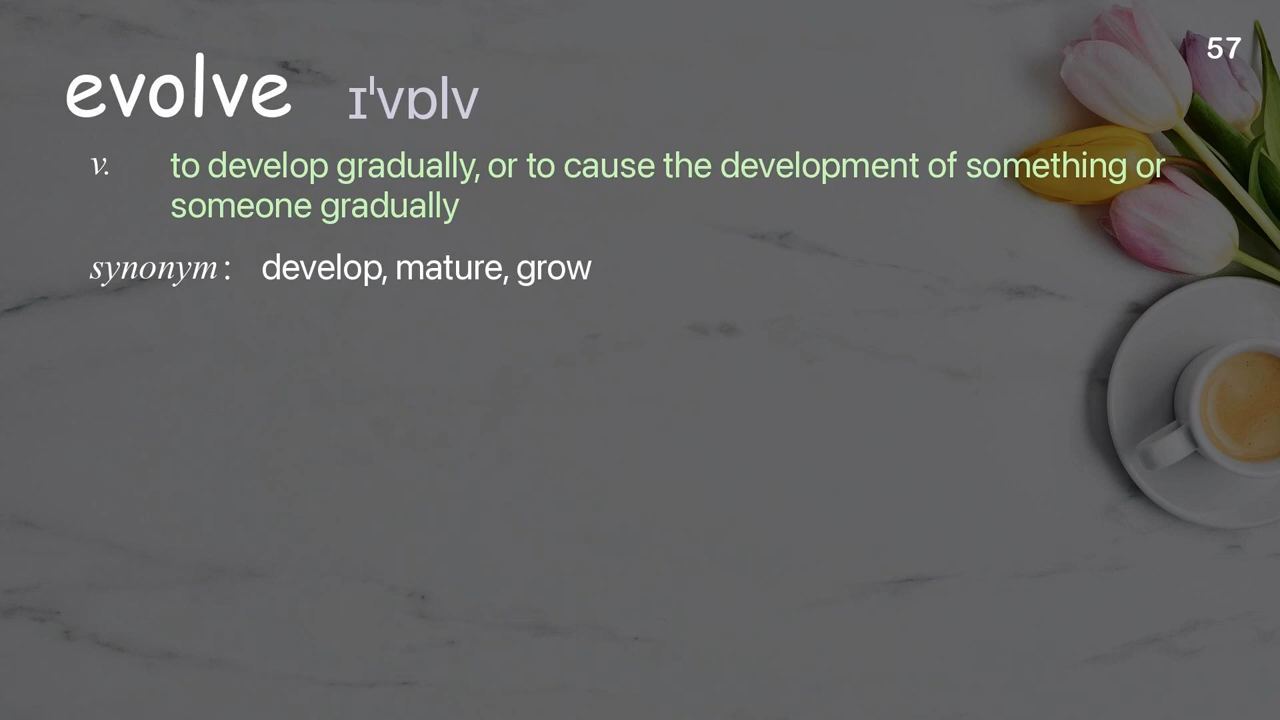 57
evolve ɪˈvɒlv
v. to develop gradually, or to cause the development of something or
someone gradually
synonym: develop, mature, grow